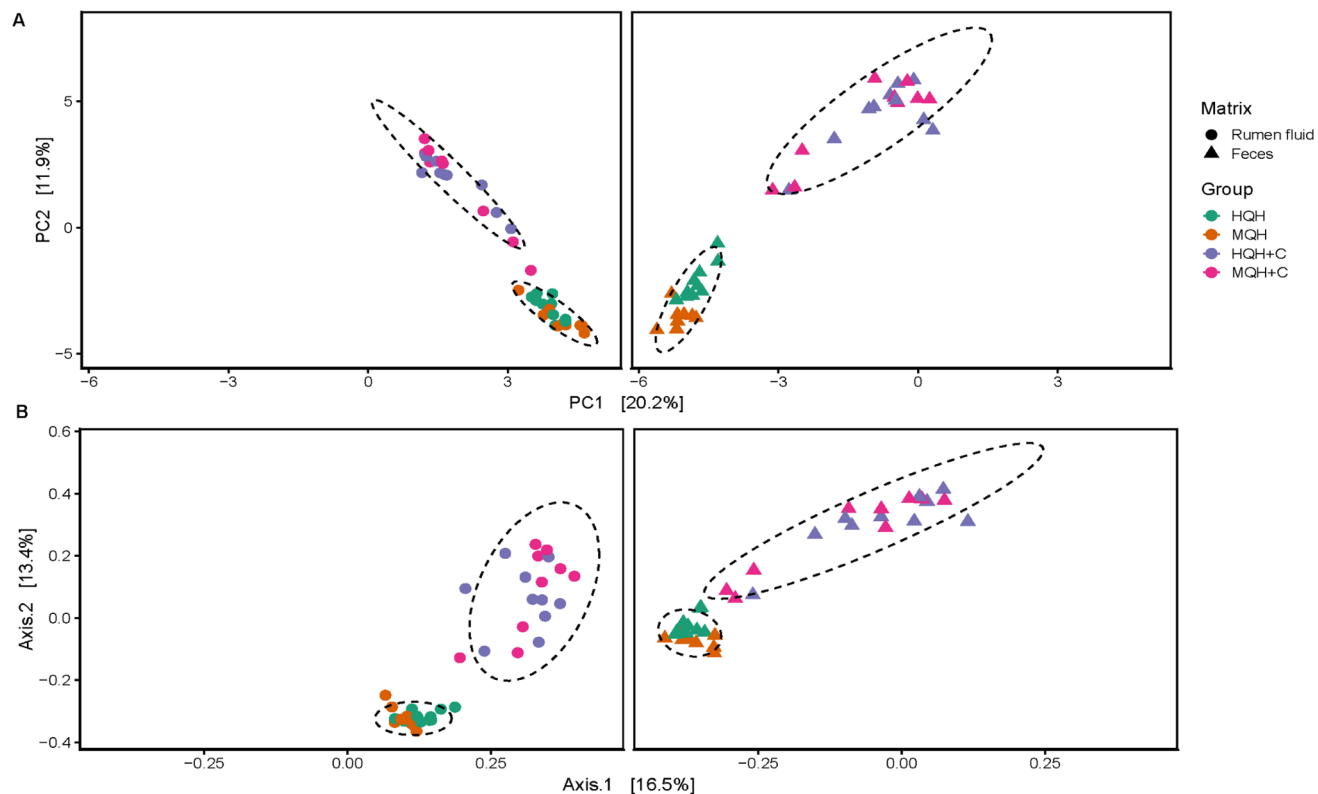 A
5
0
−5
PC2 [11.9%]
−6 −3 0 3 −6 −3 0 3
PC1 [20.2%]
Matrix
Rumen fluid
Feces
Group
HQH
MQH
HQH+C
MQH+C
B
0.6
0.4
0.2
0.0
−0.2
−0.4
Axis.2 [13.4%]
−0.25 0.00 0.25 −0.25 0.00 0.25
Axis.1 [16.5%]